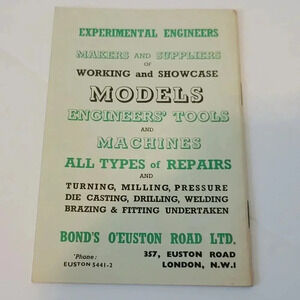 EXPERIMENTAL ENGINEERS
MAKERS AND SUPPLIERS
OF
WORKING and SHOWCASE
MODELS
ENGINEERS' TOOLS
AND
MACHINES
ALL TYPES of REPAIRS
AND
TURNING, MILLING, PRESSURE
DIE CASTING, DRILLING, WELDING
BRAZING & FITTING UNDERTAKEN
BOND'S O'EUSTON ROAD LTD.
'Phone: 357, EUSTON ROAD
EUSTON 5441-2 LONDON, N.W.1